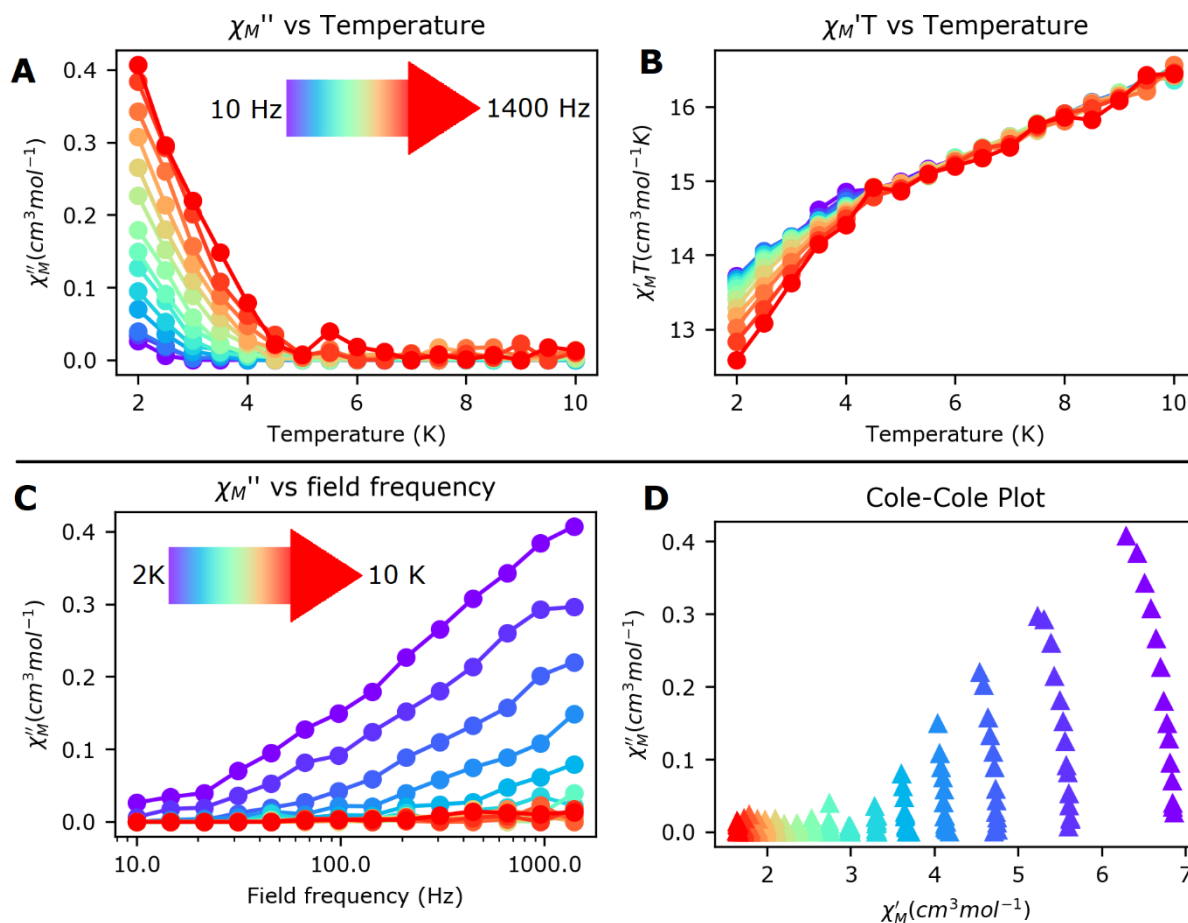 A
χM'' vs Temperature
χ''M(cm³mol⁻¹)
0.4
0.3
0.2
0.1
0.0
10 Hz
1400 Hz
2 4 6 8 10
Temperature (K)
B
χM'T vs Temperature
χ'MT(cm³mol⁻¹K)
16
15
14
13
2 4 6 8 10
Temperature (K)
C
χM'' vs field frequency
χ''M(cm³mol⁻¹)
0.4
0.3
0.2
0.1
0.0
2K
10 K
10.0 100.0 1000.0
Field frequency (Hz)
D
Cole-Cole Plot
χ''M(cm³mol⁻¹)
0.4
0.3
0.2
0.1
0.0
2 3 4 5 6 7
χ'M(cm³mol⁻¹)